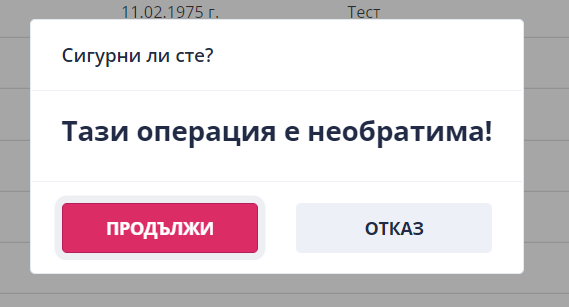 11.02.1975 г. Тест
Сигурни ли сте?
Тази операция е необратима!
ПРОДЪЛЖИ ОТКАЗ